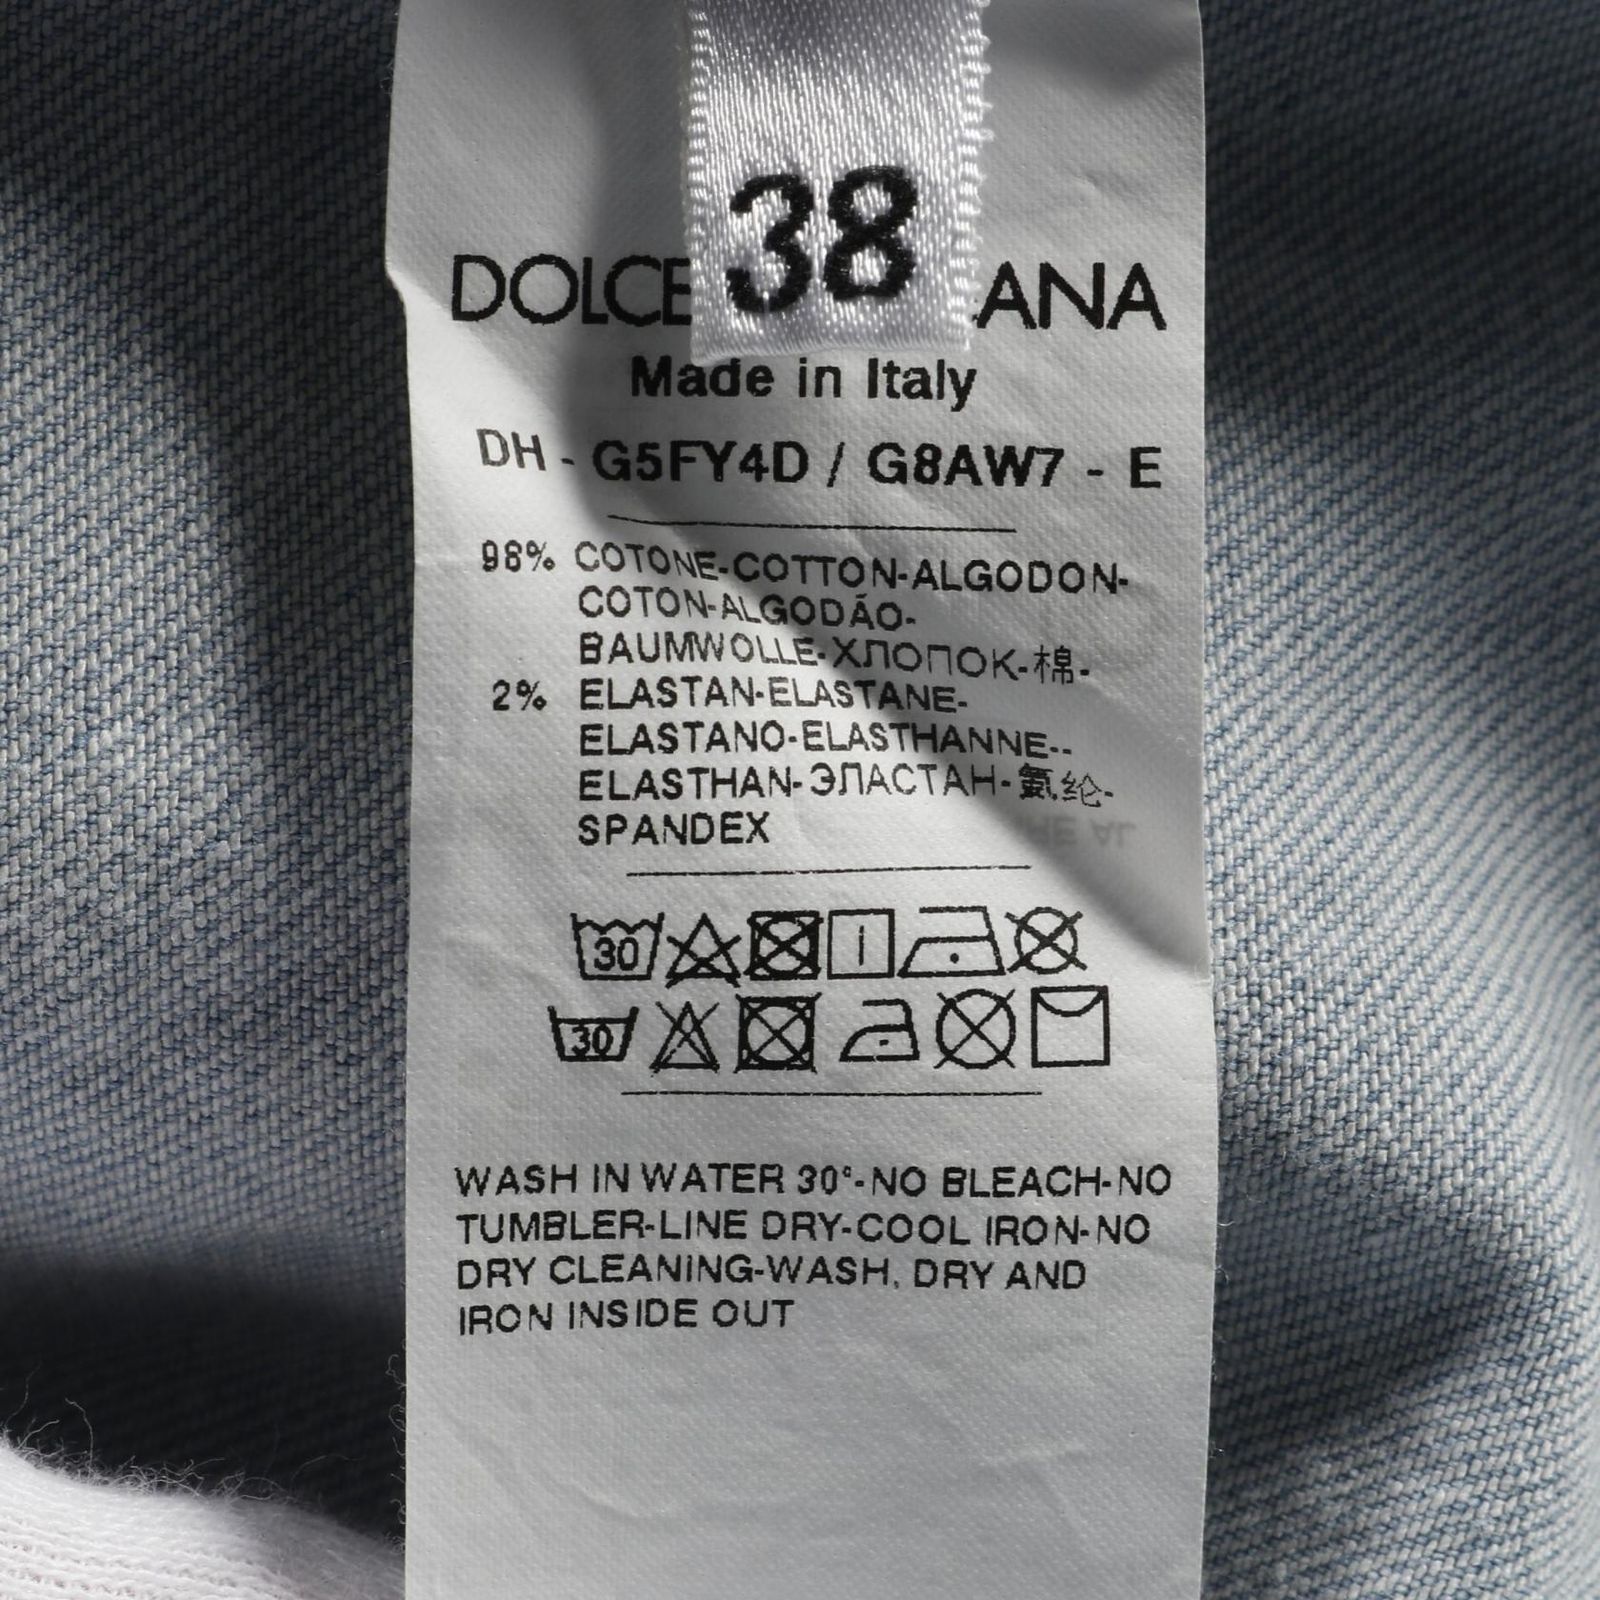 38
DOLCE ANA
Made in Italy
DH - G5FY4D / G8AW7 - E
98% COTONE-COTTON-ALGODON-
COTON-ALGODÃO-
BAUMWOLLE-ХЛОПОК-棉-
2% ELASTAN-ELASTANE-
ELASTANO-ELASTHANNE--
ELASTHAN-ЭЛАСТАН-氨纶-
SPANDEX
30
30
WASH IN WATER 30°-NO BLEACH-NO
TUMBLER-LINE DRY-COOL IRON-NO
DRY CLEANING-WASH, DRY AND
IRON INSIDE OUT